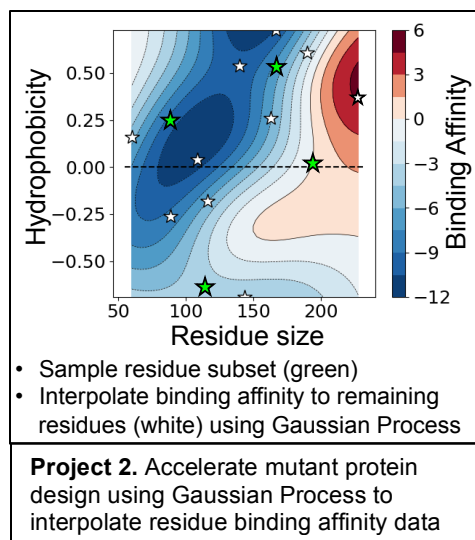 0.50
0.25
0.00
−0.25
−0.50
Hydrophobicity
50
100
150
200
Residue size
6
3
0
−3
−6
−9
−12
Binding Affinity
• Sample residue subset (green)
• Interpolate binding affinity to remaining
residues (white) using Gaussian Process
Project 2. Accelerate mutant protein
design using Gaussian Process to
interpolate residue binding affinity data